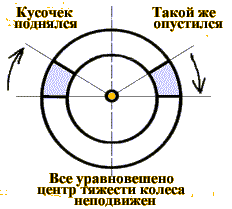 Кусочек
поднялся
Такой же
опустился
Все уравновешено
центр тяжести колеса
неподвижен